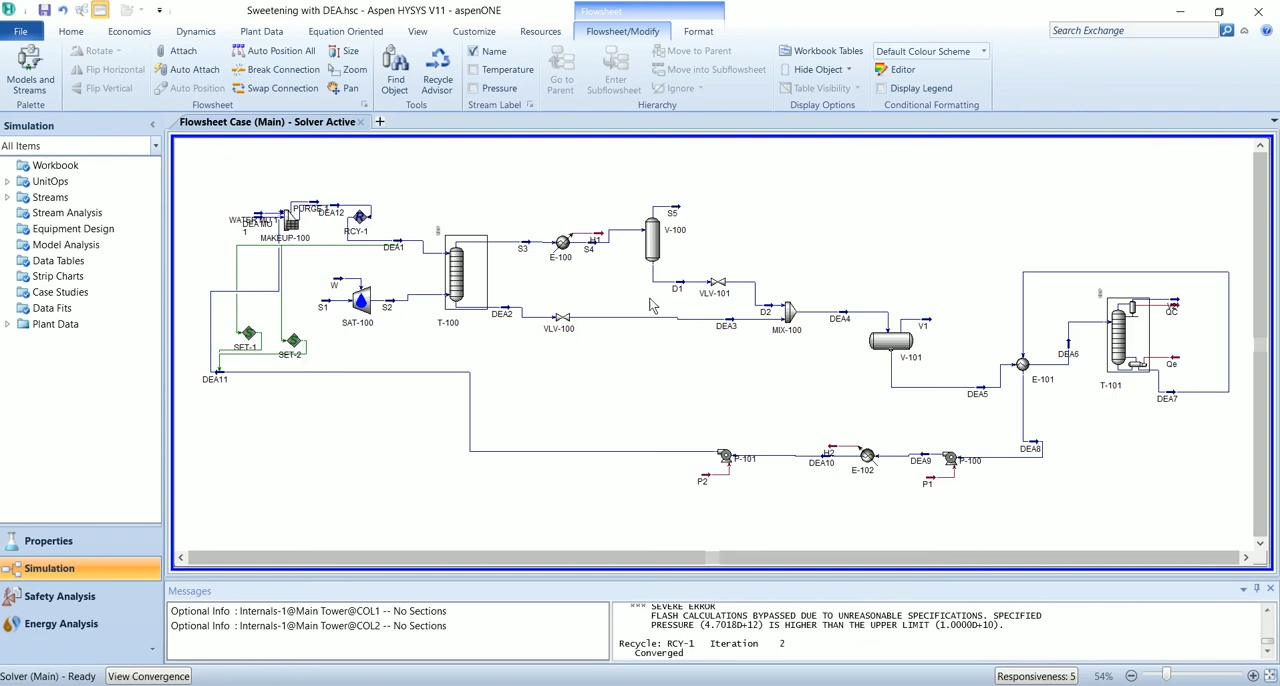 Sweetening with DEA.hsc - Aspen HYSYS V11 - aspenONE
Flowsheet
File Home Economics Dynamics Plant Data Equation Oriented View Customize Resources Flowsheet/Modify Format
Search Exchange
Models and Streams
Palette
Rotate
Flip Horizontal
Flip Vertical
Attach
Auto Attach
Auto Position
Auto Position All
Break Connection
Swap Connection
Size
Zoom
Pan
Flowsheet
Find Object
Recycle Advisor
Tools
Name
Temperature
Pressure
Stream Label
Go to Parent
Enter Subflowsheet
Move to Parent
Move into Subflowsheet
Ignore
Hierarchy
Workbook Tables
Hide Object
Table Visibility
Display Options
Default Colour Scheme
Editor
Display Legend
Conditional Formatting
Simulation
All Items
Workbook
UnitOps
Streams
Stream Analysis
Equipment Design
Model Analysis
Data Tables
Strip Charts
Case Studies
Data Fits
Plant Data
Properties
Simulation
Safety Analysis
Energy Analysis
Flowsheet Case (Main) - Solver Active
PURGE 1
DEA12
MAKEUP-100
RCY-1
DEA1
S3
E-100
H1
S4
S5
V-100
W
S1
SAT-100
S2
T-100
DEA2
VLV-100
D1
VLV-101
D2
DEA3
MIX-100
DEA4
V1
V-101
DEA5
E-101
DEA6
T-101
QC
Qe
DEA7
SET-1
SET-2
DEA11
P-101
P2
DEA10
H2
E-102
DEA9
P-100
P1
DEA8
Messages
Optional Info : Internals-1@Main Tower@COL1 -- No Sections
Optional Info : Internals-1@Main Tower@COL2 -- No Sections
*** SEVERE ERROR
FLASH CALCULATIONS BYPASSED DUE TO UNREASONABLE SPECIFICATIONS. SPECIFIED
PRESSURE (4.7018D+12) IS HIGHER THAN THE UPPER LIMIT (1.0000D+10).
Recycle: RCY-1 Iteration 2
Converged
Solver (Main) - Ready
View Convergence
Responsiveness: 5
54%